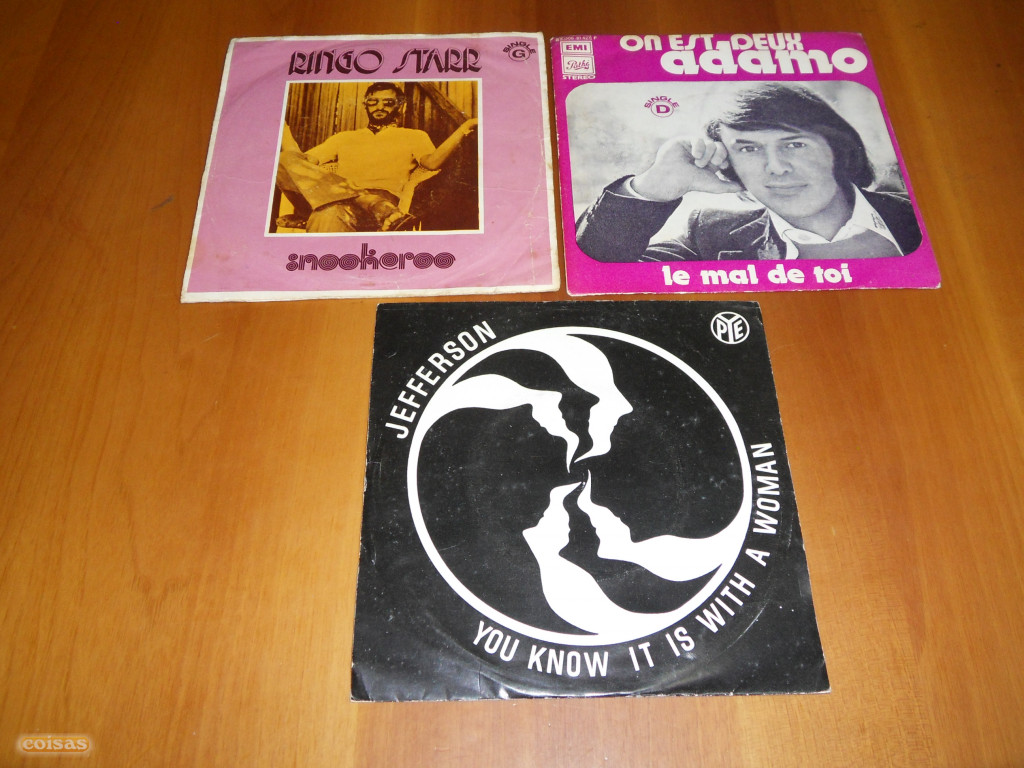 RINGO STARR
SINGLE
G
snookeroo
EMI
Pathé
STEREO
ON EST DEUX
adamo
SINGLE
D
le mal de toi
JEFFERSON
PYE
YOU KNOW IT IS WITH A WOMAN
coisas